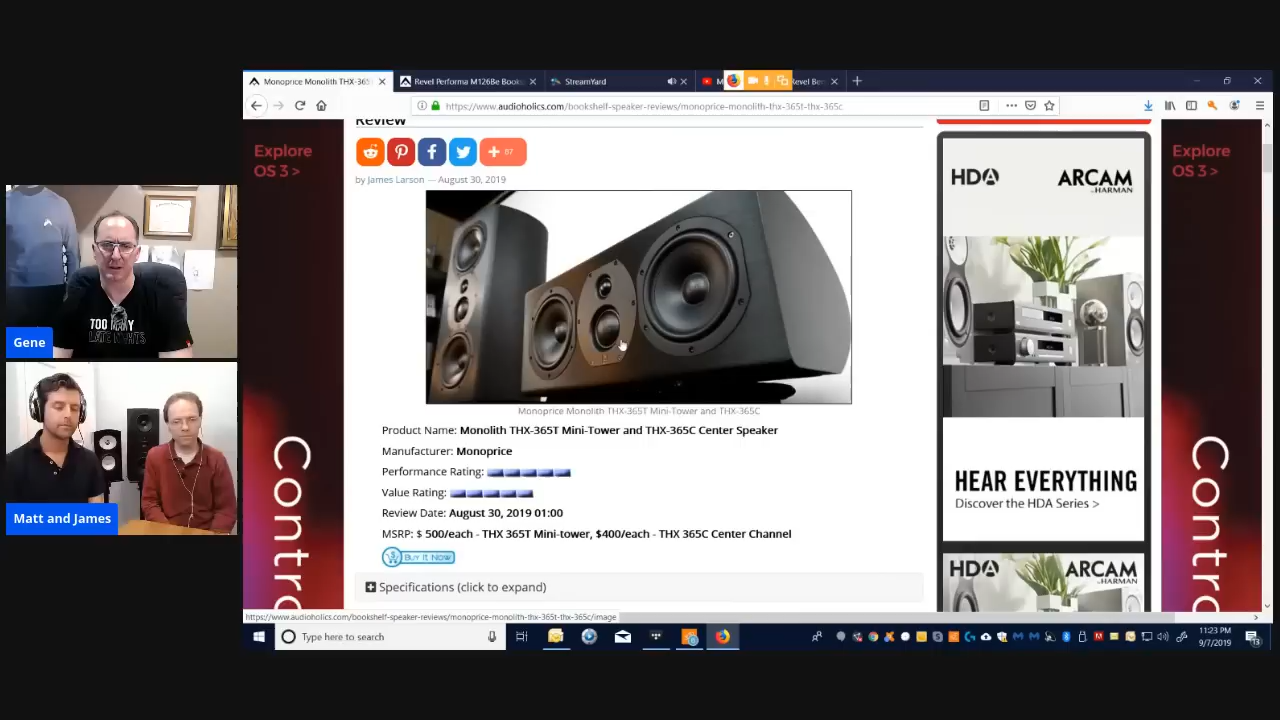 Monoprice Monolith THX-365T
Revel Performa M126Be Books
StreamYard
M
evel Ber
https://www.audioholics.com/bookshelf-speaker-reviews/monoprice-monolith-thx-365t-thx-365c
Review
87
by James Larson — August 30, 2019
Monoprice Monolith THX-365T Mini-Tower and THX-365C
Product Name: Monolith THX-365T Mini-Tower and THX-365C Center Speaker
Manufacturer: Monoprice
Performance Rating:
Value Rating:
Review Date: August 30, 2019 01:00
MSRP: $ 500/each - THX 365T Mini-tower, $400/each - THX 365C Center Channel
BUY IT NOW
Specifications (click to expand)
https://www.audioholics.com/bookshelf-speaker-reviews/monoprice-monolith-thx-365t-thx-365c/image
Explore
OS 3 >
Contro
Explore
OS 3 >
Contro
HDA
ARCAM
by HARMAN
HEAR EVERYTHING
Discover the HDA Series >
HDA
ARCAM
by HARMAN
TOO MANY
LATE NIGHTS
Gene
Matt and James
Type here to search
11:23 PM
9/7/2019